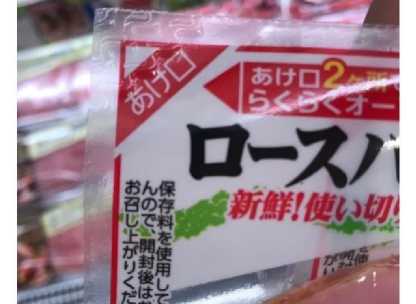 あけ口
あけ口2ヶ所
らくらくオー
ロースハ
新鮮!使い切り
保存料を使用して
んので、開封後は
お召し上がりくだ